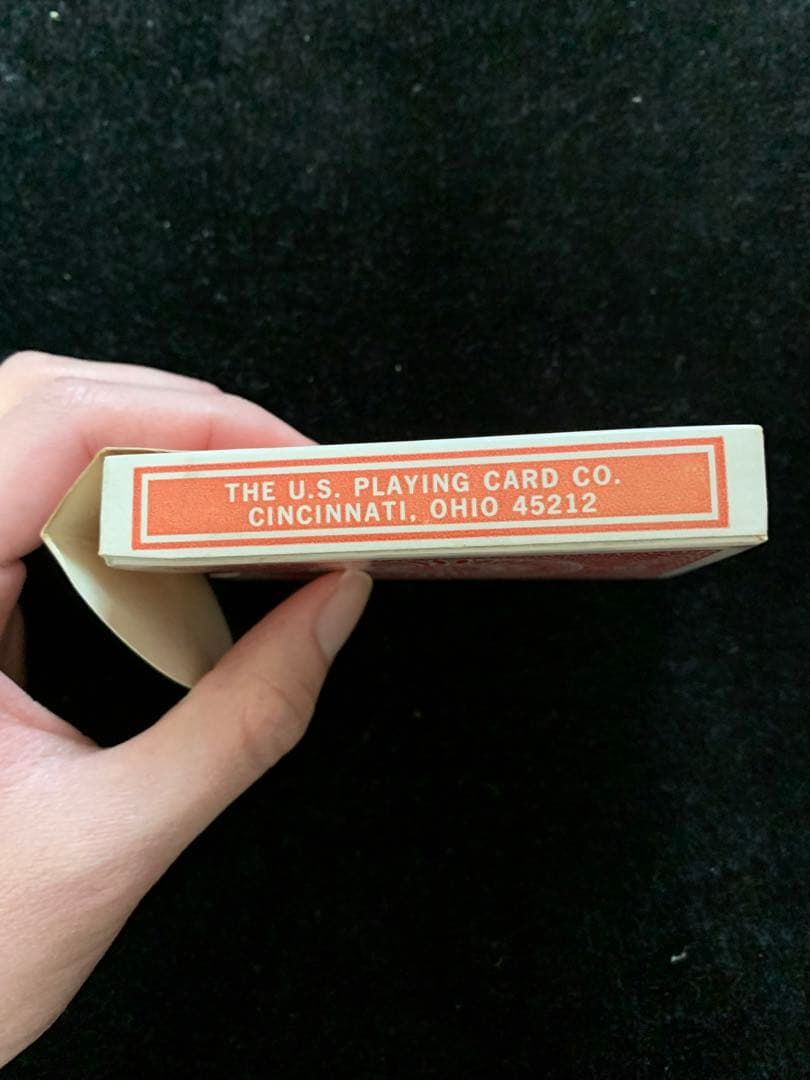 THE U.S. PLAYING CARD CO.
CINCINNATI, OHIO 45212